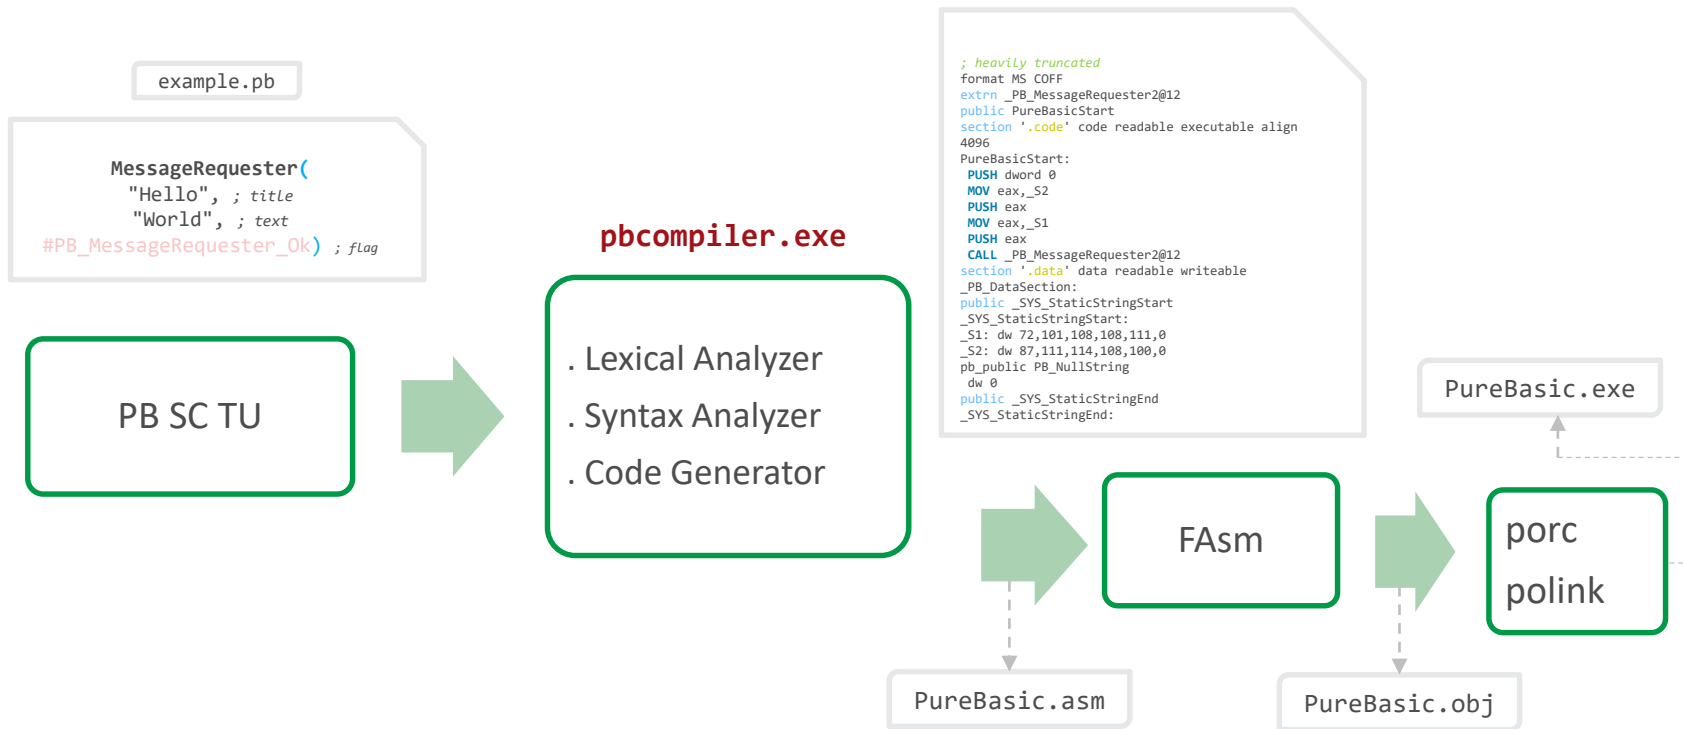 example.pb
MessageRequester(
"Hello", ; title
"World", ; text
#PB_MessageRequester_Ok) ; flag
PB SC TU
pbcompiler.exe
. Lexical Analyzer
. Syntax Analyzer
. Code Generator
; heavily truncated
format MS COFF
extrn _PB_MessageRequester2@12
public PureBasicStart
section '.code' code readable executable align
4096
PureBasicStart:
PUSH dword 0
MOV eax,_S2
PUSH eax
MOV eax,_S1
PUSH eax
CALL _PB_MessageRequester2@12
section '.data' data readable writeable
_PB_DataSection:
public _SYS_StaticStringStart
_SYS_StaticStringStart:
_S1: dw 72,101,108,108,111,0
_S2: dw 87,111,114,108,100,0
pb_public PB_NullString
dw 0
public _SYS_StaticStringEnd
_SYS_StaticStringEnd:
FAsm
PureBasic.asm
PureBasic.obj
PureBasic.exe
porc
polink